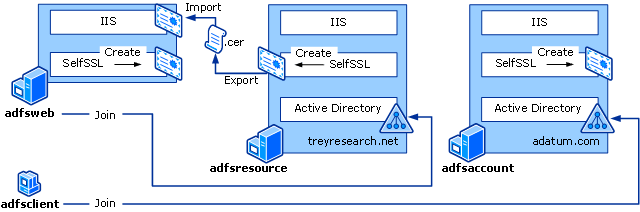 IIS
Import
IIS
IIS
.cer
Create
SelfSSL
Create
SelfSSL
Create
SelfSSL
Export
adfsweb
Active Directory
Active Directory
Join
treyresearch.net
adatum.com
adfsresource
adfsaccount
adfsclient
Join